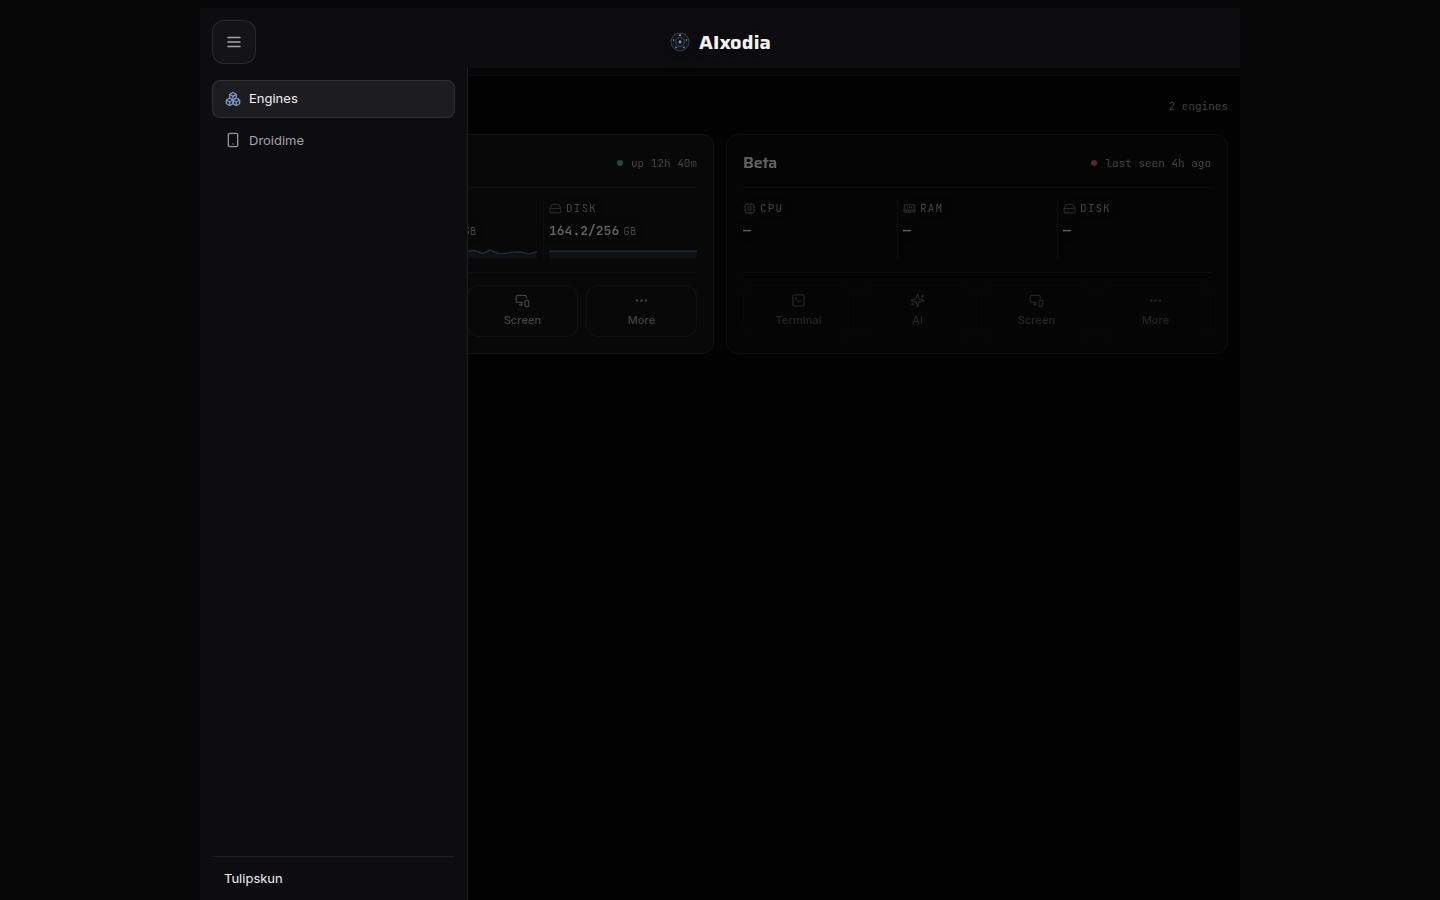 AIxodia
Engines
Droidime
2 engines
up 12h 40m
DISK
GB
164.2/256 GB
Screen
More
Beta
last seen 4h ago
CPU
RAM
DISK
–
–
–
Terminal
AI
Screen
More
Tulipskun